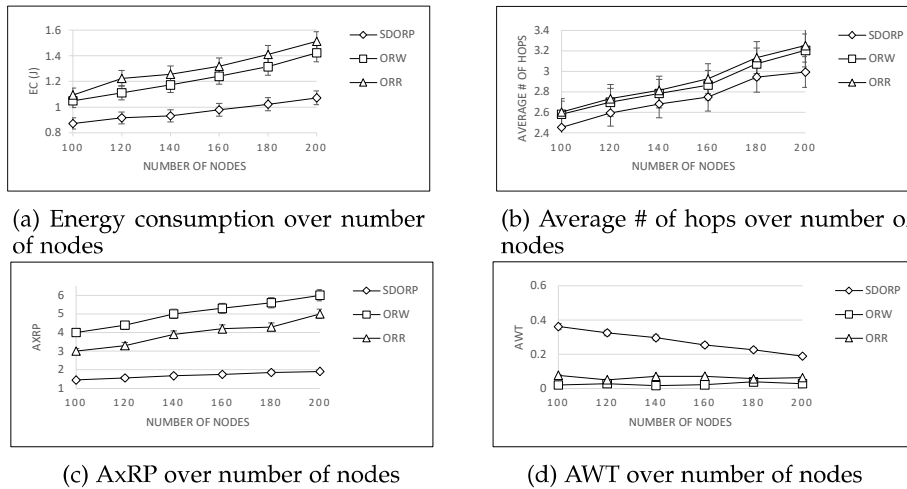 1.6
1.4
1.2
1
0.8
EC (J)
100 120 140 160 180 200
NUMBER OF NODES
SDORP
ORW
ORR
(a) Energy consumption over number
of nodes
3.4
3.2
3
2.8
2.6
2.4
AVERAGE # OF HOPS
100 120 140 160 180 200
NUMBER OF NODES
SDORP
ORW
ORR
(b) Average # of hops over number o
nodes
6
5
4
3
2
1
AXRP
100 120 140 160 180 200
NUMBER OF NODES
SDORP
ORW
ORR
(c) AxRP over number of nodes
0.6
0.4
0.2
0
AWT
100 120 140 160 180 200
NUMBER OF NODES
SDORP
ORW
ORR
(d) AWT over number of nodes